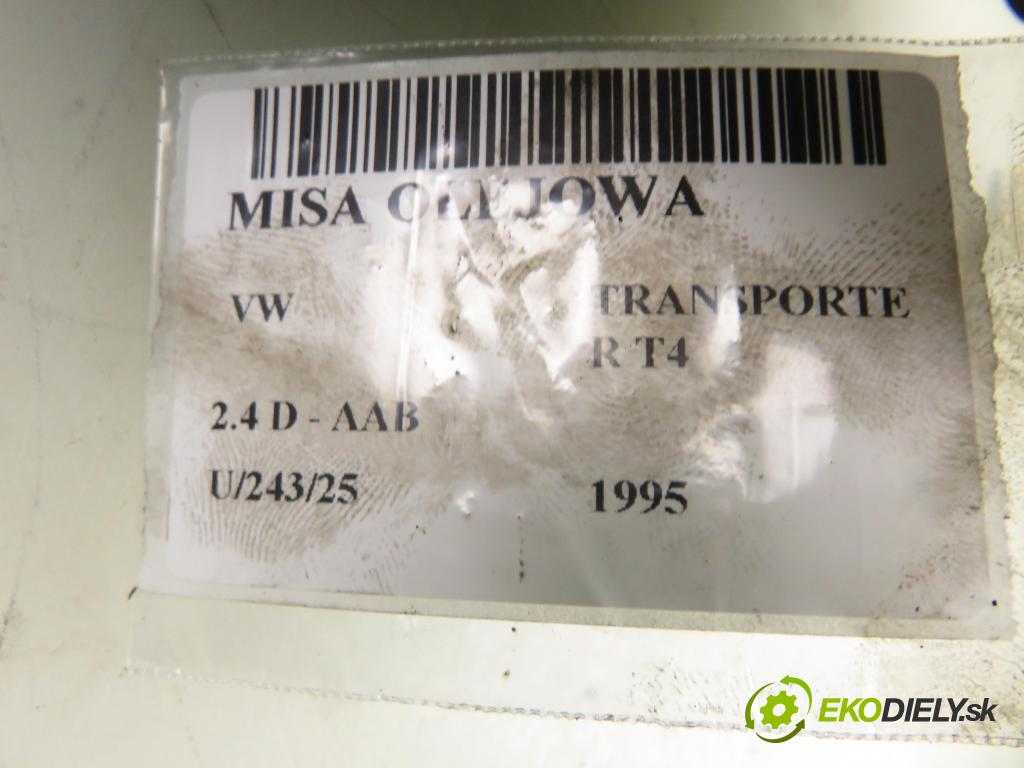 MISA OLEJOWA
VW TRANSPORTE
R T4
2.4 D - AAB
U/243/25 1995
EKODIELY.sk